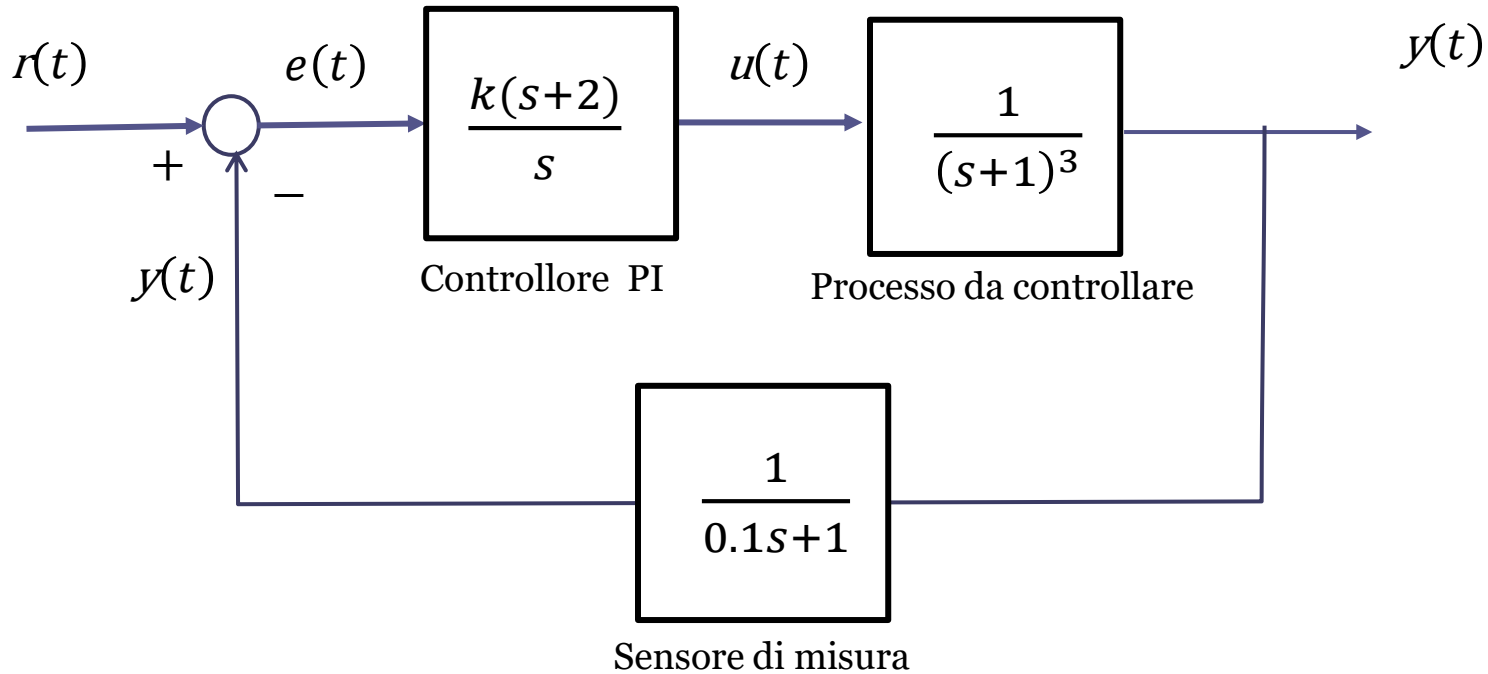 r(t)
+
−
e(t)
k(s+2)
s
Controllore PI
u(t)
1
(s+1)³
Processo da controllare
y(t)
y(t)
1
0.1s+1
Sensore di misura